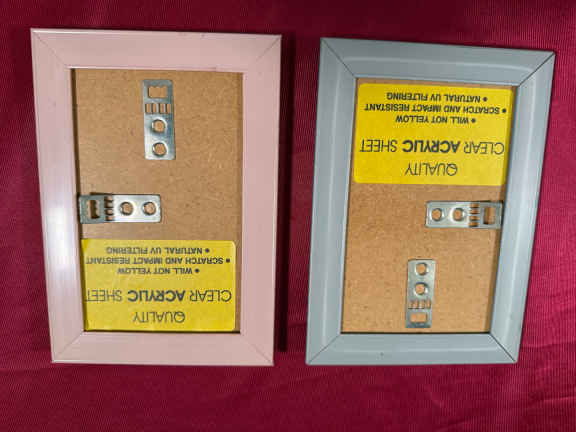 QUALITY
CLEAR ACRYLIC SHEET
• WILL NOT YELLOW
• SCRATCH AND IMPACT RESISTANT
• NATURAL UV FILTERING
QUALITY
CLEAR ACRYLIC SHEET
• WILL NOT YELLOW
• SCRATCH AND IMPACT RESISTANT
• NATURAL UV FILTERING